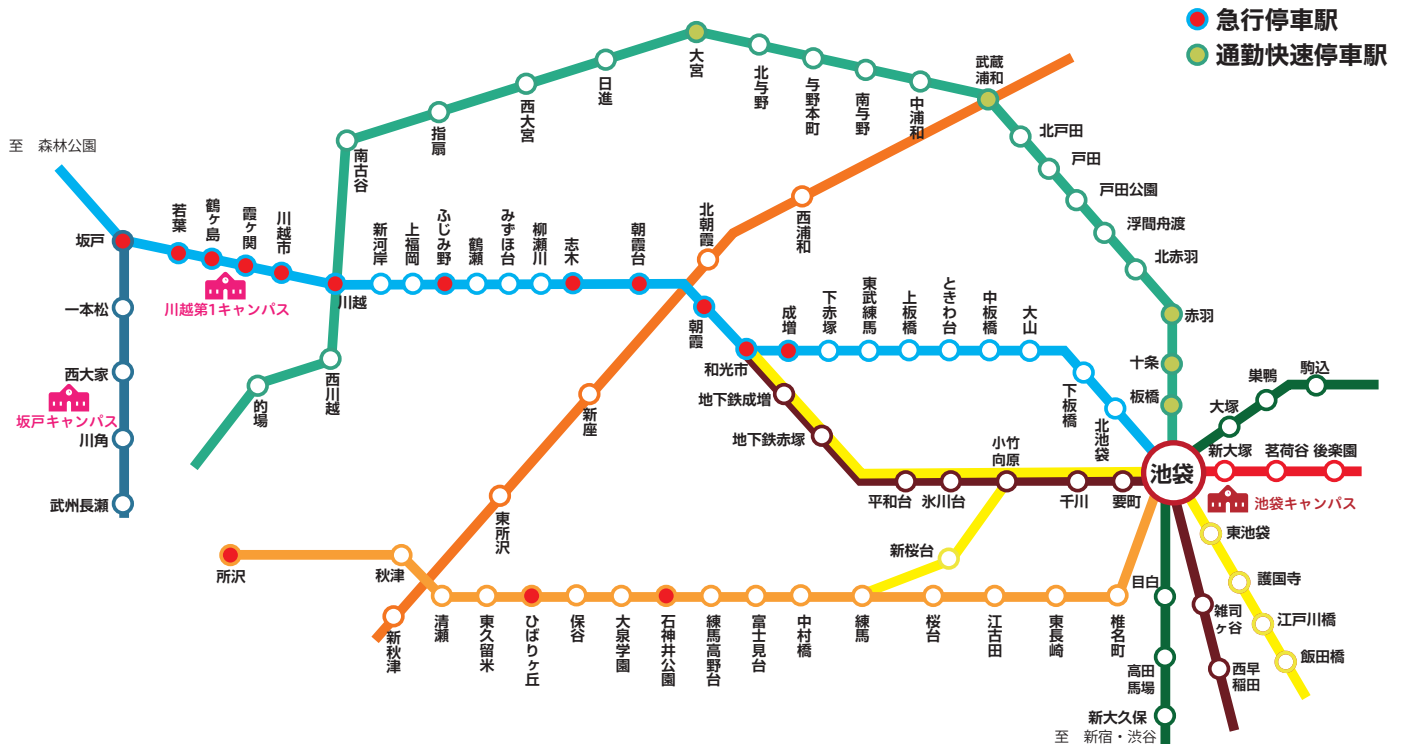 急行停車駅
通勤快速停車駅
大宮
北与野
与野本町
南与野
中浦和
武蔵
浦和
日進
西大宮
指扇
南古谷
北戸田
戸田
戸田公園
浮間舟渡
北赤羽
赤羽
十条
板橋
至　森林公園
坂戸
若葉
鶴ヶ島
霞ヶ関
川越市
川越
新河岸
上福岡
ふじみ野
鶴瀬
みずほ台
柳瀬川
志木
朝霞台
北朝霞
西浦和
朝霞
和光市
成増
下赤塚
東武練馬
上板橋
ときわ台
中板橋
大山
下板橋
北池袋
川越第1キャンパス
一本松
西大家
坂戸キャンパス
川角
武州長瀬
西川越
的場
新座
東所沢
新秋津
地下鉄成増
地下鉄赤塚
平和台
氷川台
小竹
向原
千川
要町
新桜台
池袋
大塚
巣鴨
駒込
新大塚
茗荷谷
後楽園
池袋キャンパス
東池袋
護国寺
江戸川橋
飯田橋
雑司
ヶ谷
西早
稲田
目白
高田
馬場
新大久保
至　新宿・渋谷
所沢
秋津
清瀬
東久留米
ひばりヶ丘
保谷
大泉学園
石神井公園
練馬高野台
富士見台
中村橋
練馬
桜台
江古田
東長崎
椎名町